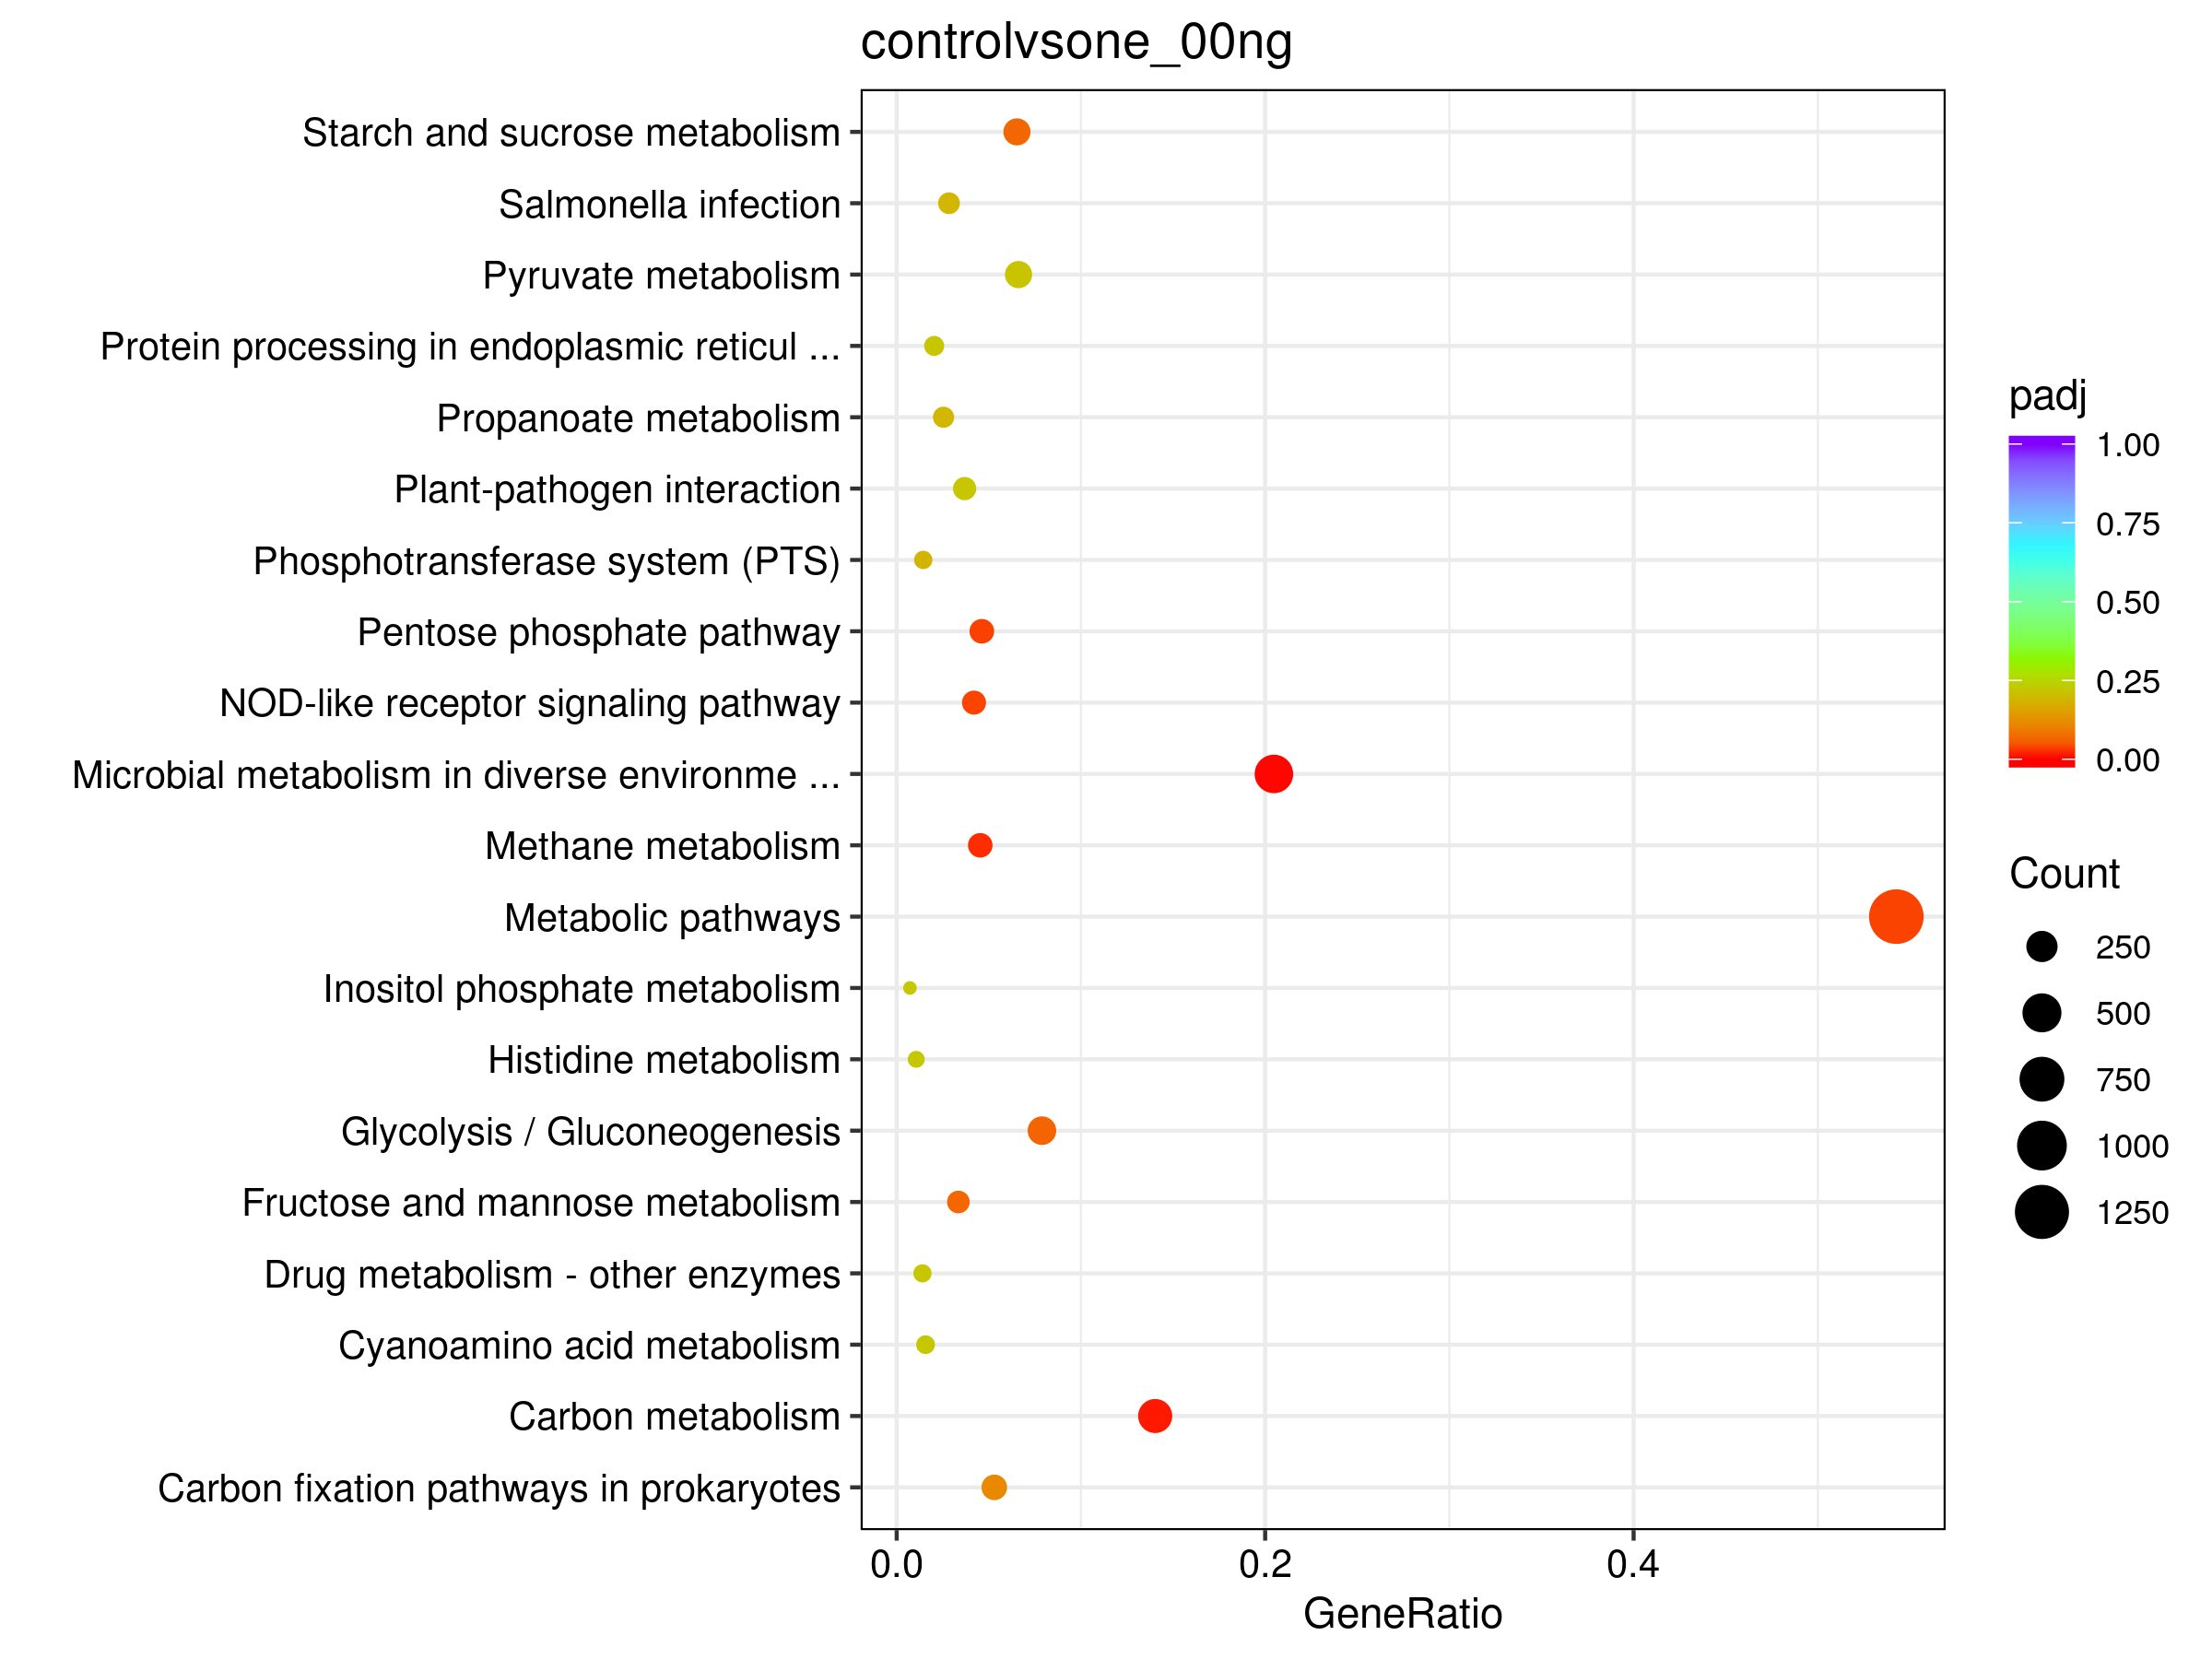 controlvsone_00ng
Starch and sucrose metabolism
Salmonella infection
Pyruvate metabolism
Protein processing in endoplasmic reticul ...
Propanoate metabolism
Plant-pathogen interaction
Phosphotransferase system (PTS)
Pentose phosphate pathway
NOD-like receptor signaling pathway
Microbial metabolism in diverse environme ...
Methane metabolism
Metabolic pathways
Inositol phosphate metabolism
Histidine metabolism
Glycolysis / Gluconeogenesis
Fructose and mannose metabolism
Drug metabolism - other enzymes
Cyanoamino acid metabolism
Carbon metabolism
Carbon fixation pathways in prokaryotes
0.0 0.2 0.4
GeneRatio
padj
1.00
0.75
0.50
0.25
0.00
Count
250
500
750
1000
1250